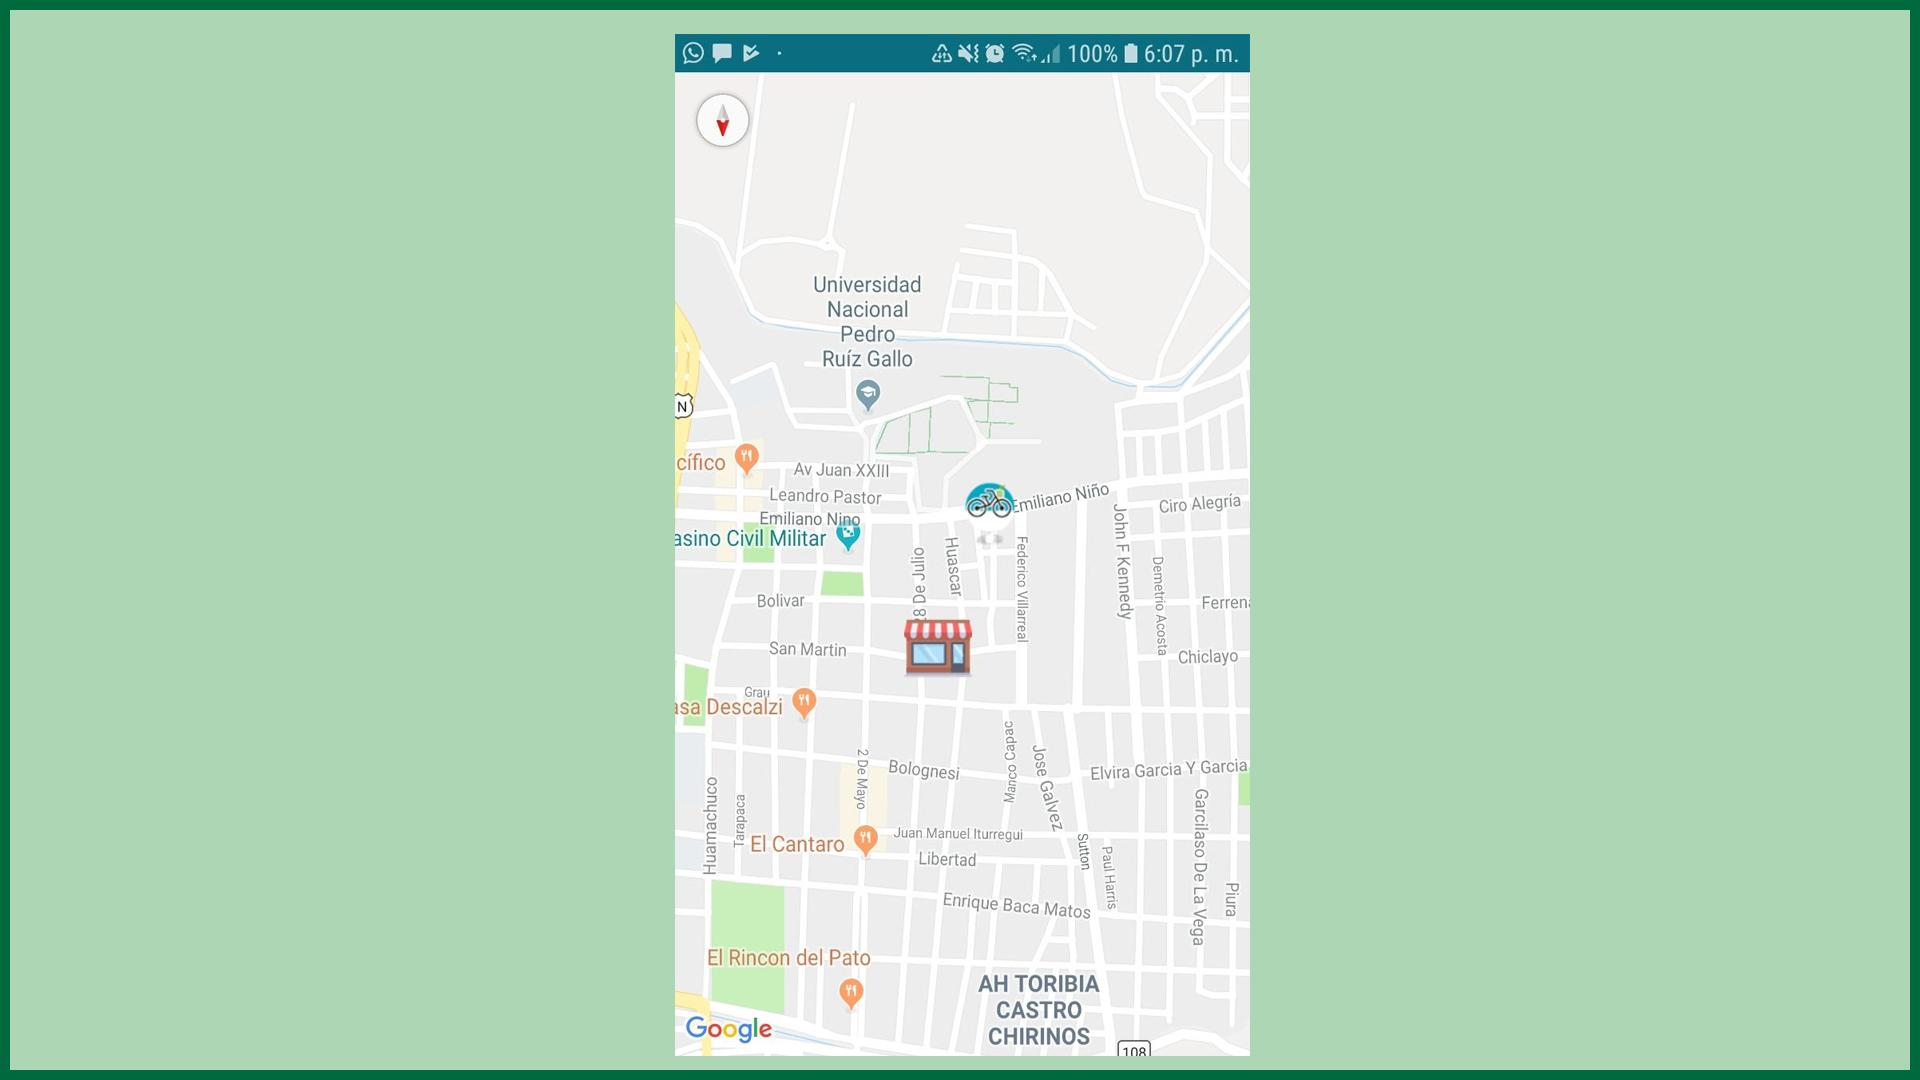 100% 6:07 p. m.
Universidad
Nacional
Pedro
Ruíz Gallo
N
cífico
Av Juan XXIII
Leandro Pastor
Emiliano Niño
Emiliano Nino
Ciro Alegría
asino Civil Militar
John F Kennedy
Huascar
Federico Villarreal
Demetrio Acosta
28 De Julio
Bolivar
Ferrena
San Martin
Chiclayo
Grau
asa Descalzi
2 De Mayo
Manco Capac
Jose Galvez
Bolognesi
Elvira Garcia Y Garcia
Huamachuco
Tarapaca
Garcilaso De La Vega
Juan Manuel Iturregui
El Cantaro
Libertad
Sutton
Paul Harris
Piura
Enrique Baca Matos
El Rincon del Pato
AH TORIBIA
CASTRO
CHIRINOS
Google
108